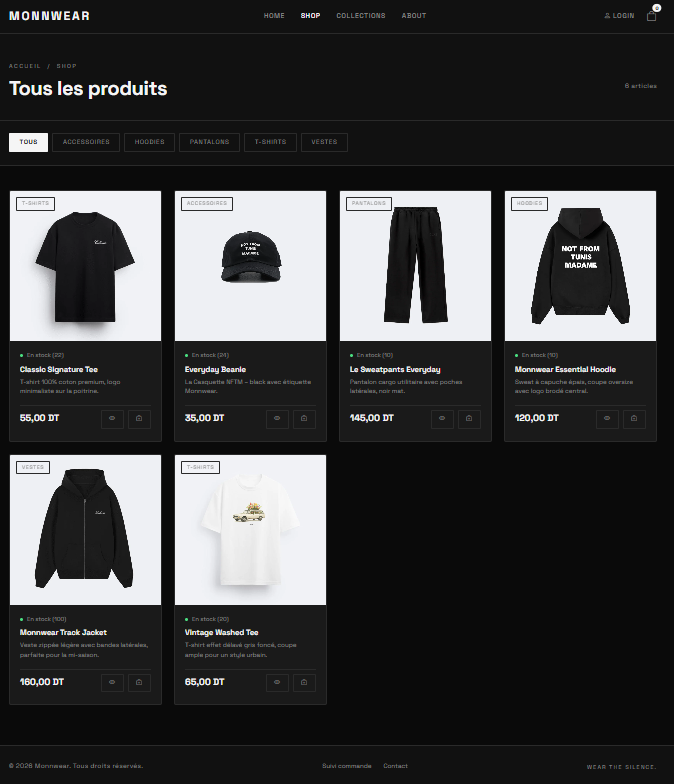 MONNWEAR
HOME SHOP COLLECTIONS ABOUT
LOGIN
ACCUEIL / SHOP
Tous les produits
6 articles
TOUS ACCESSOIRES HOODIES PANTALONS T-SHIRTS VESTES
T-SHIRTS
En stock (22)
Classic Signature Tee
T-shirt 100% coton premium, logo
minimaliste sur la poitrine.
55,00 DT
ACCESSOIRES
NOT FROM
TUNIS
MADAME
En stock (24)
Everyday Beanie
La Casquette NFTM – black avec étiquette
Monnwear.
35,00 DT
PANTALONS
En stock (10)
Le Sweatpants Everyday
Pantalon cargo utilitaire avec poches
latérales, noir mat.
145,00 DT
HOODIES
NOT FROM
TUNIS
MADAME
En stock (10)
Monnwear Essential Hoodie
Sweat à capuche épais, coupe oversize
avec logo brodé central.
120,00 DT
VESTES
En stock (100)
Monnwear Track Jacket
Veste zippée légère avec bandes latérales,
parfaite pour la mi-saison.
160,00 DT
T-SHIRTS
En stock (20)
Vintage Washed Tee
T-shirt effet délavé gris foncé, coupe
ample pour un style urbain.
65,00 DT
© 2026 Monnwear. Tous droits réservés.
Suivi commande Contact
WEAR THE SILENCE.